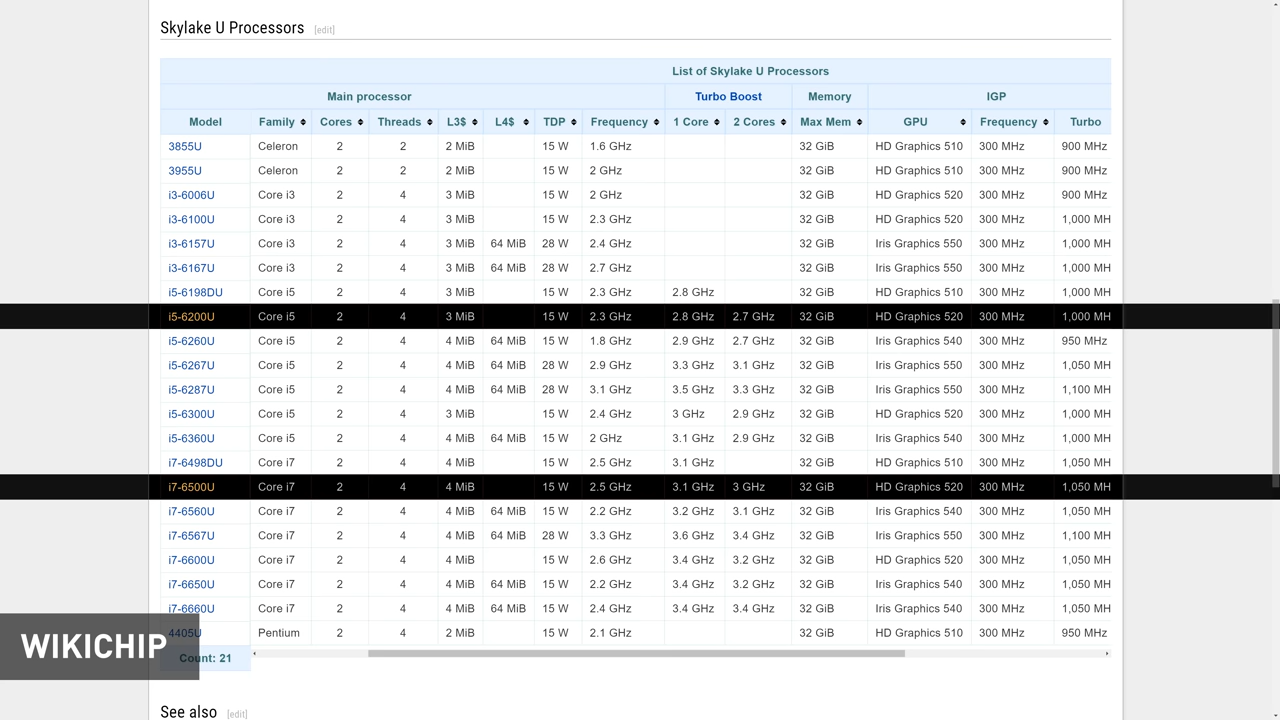 Skylake U Processors [edit]
List of Skylake U Processors
Main processor Turbo Boost Memory IGP
Model Family Cores Threads L3$ L4$ TDP Frequency 1 Core 2 Cores Max Mem GPU Frequency Turbo
3855U Celeron 2 2 2 MiB 15 W 1.6 GHz 32 GiB HD Graphics 510 300 MHz 900 MHz
3955U Celeron 2 2 2 MiB 15 W 2 GHz 32 GiB HD Graphics 510 300 MHz 900 MHz
i3-6006U Core i3 2 4 3 MiB 15 W 2 GHz 32 GiB HD Graphics 520 300 MHz 900 MHz
i3-6100U Core i3 2 4 3 MiB 15 W 2.3 GHz 32 GiB HD Graphics 520 300 MHz 1,000 MH
i3-6157U Core i3 2 4 3 MiB 64 MiB 28 W 2.4 GHz 32 GiB Iris Graphics 550 300 MHz 1,000 MH
i3-6167U Core i3 2 4 3 MiB 64 MiB 28 W 2.7 GHz 32 GiB Iris Graphics 550 300 MHz 1,000 MH
i5-6198DU Core i5 2 4 3 MiB 15 W 2.3 GHz 2.8 GHz 32 GiB HD Graphics 510 300 MHz 1,000 MH
i5-6200U Core i5 2 4 3 MiB 15 W 2.3 GHz 2.8 GHz 2.7 GHz 32 GiB HD Graphics 520 300 MHz 1,000 MH
i5-6260U Core i5 2 4 4 MiB 64 MiB 15 W 1.8 GHz 2.9 GHz 2.7 GHz 32 GiB Iris Graphics 540 300 MHz 950 MHz
i5-6267U Core i5 2 4 4 MiB 64 MiB 28 W 2.9 GHz 3.3 GHz 3.1 GHz 32 GiB Iris Graphics 550 300 MHz 1,050 MH
i5-6287U Core i5 2 4 4 MiB 64 MiB 28 W 3.1 GHz 3.5 GHz 3.3 GHz 32 GiB Iris Graphics 550 300 MHz 1,100 MH
i5-6300U Core i5 2 4 3 MiB 15 W 2.4 GHz 3 GHz 2.9 GHz 32 GiB HD Graphics 520 300 MHz 1,000 MH
i5-6360U Core i5 2 4 4 MiB 64 MiB 15 W 2 GHz 3.1 GHz 2.9 GHz 32 GiB Iris Graphics 540 300 MHz 1,000 MH
i7-6498DU Core i7 2 4 4 MiB 15 W 2.5 GHz 3.1 GHz 32 GiB HD Graphics 510 300 MHz 1,050 MH
i7-6500U Core i7 2 4 4 MiB 15 W 2.5 GHz 3.1 GHz 3 GHz 32 GiB HD Graphics 520 300 MHz 1,050 MH
i7-6560U Core i7 2 4 4 MiB 64 MiB 15 W 2.2 GHz 3.2 GHz 3.1 GHz 32 GiB Iris Graphics 540 300 MHz 1,050 MH
i7-6567U Core i7 2 4 4 MiB 64 MiB 28 W 3.3 GHz 3.6 GHz 3.4 GHz 32 GiB Iris Graphics 550 300 MHz 1,100 MH
i7-6600U Core i7 2 4 4 MiB 15 W 2.6 GHz 3.4 GHz 3.2 GHz 32 GiB HD Graphics 520 300 MHz 1,050 MH
i7-6650U Core i7 2 4 4 MiB 64 MiB 15 W 2.2 GHz 3.4 GHz 3.2 GHz 32 GiB Iris Graphics 540 300 MHz 1,050 MH
i7-6660U Core i7 2 4 4 MiB 64 MiB 15 W 2.4 GHz 3.4 GHz 3.4 GHz 32 GiB Iris Graphics 540 300 MHz 1,050 MH
4405U Pentium 2 4 2 MiB 15 W 2.1 GHz 32 GiB HD Graphics 510 300 MHz 950 MHz
WIKICHIP
Count: 21
See also [edit]